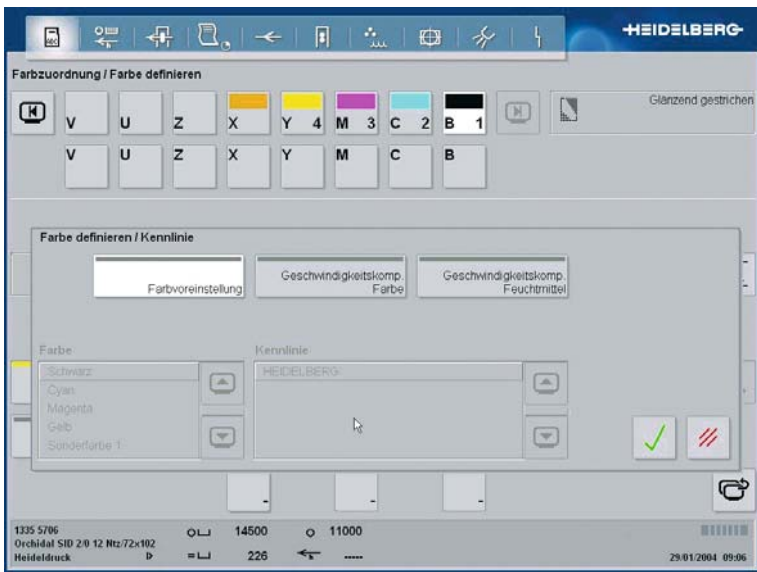 ABC
HEIDELBERG
Farbzuordnung / Farbe definieren
V U Z X Y 4 M 3 C 2 B 1
Glänzend gestrichen
V U Z X Y M C B
Farbe definieren / Kennlinie
Farbvoreinstellung
Geschwindigkeitskomp.
Farbe
Geschwindigkeitskomp.
Feuchtmittel
Farbe
Kennlinie
Schwarz
HEIDELBERG
Cyan
Magenta
Gelb
Sonderfarbe 1
- - -
1335 5706
14500 11000
Orchidal SID 2/0 12 Ntz/72x102
Heideldruck
226 -----
29/01/2004 09:06